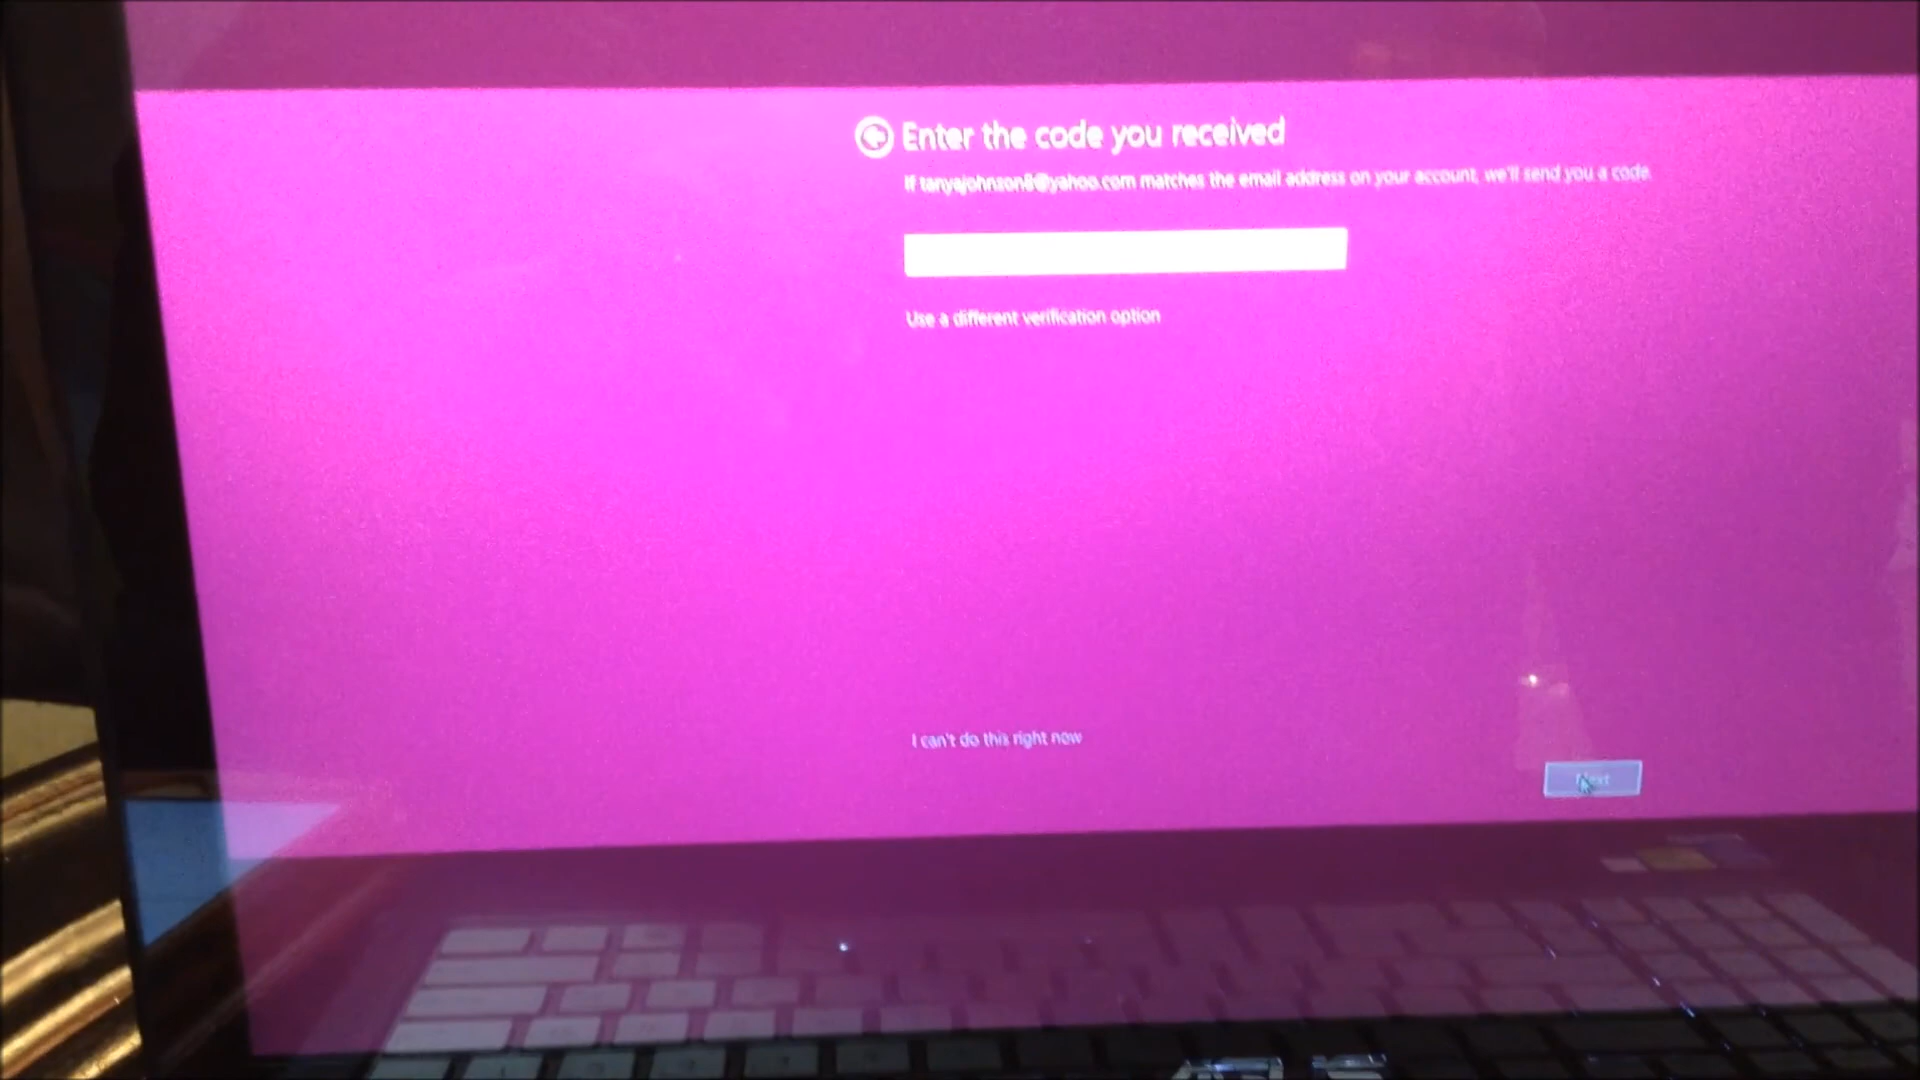 Enter the code you received
If tanyajohnson8@yahoo.com matches the email address on your account, we'll send you a code.
Use a different verification option
I can't do this right now
Next